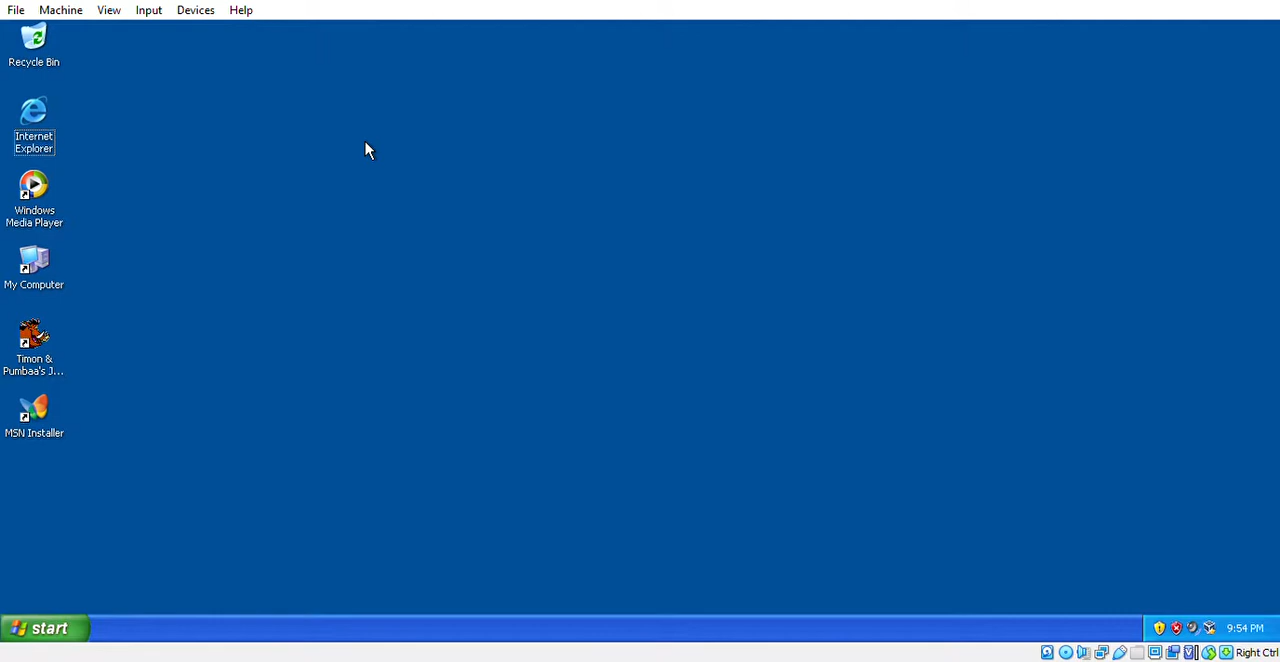 File Machine View Input Devices Help
Recycle Bin
Internet
Explorer
Windows
Media Player
My Computer
Timon &
Pumbaa's J...
MSN Installer
start
9:54 PM
Right Ctrl